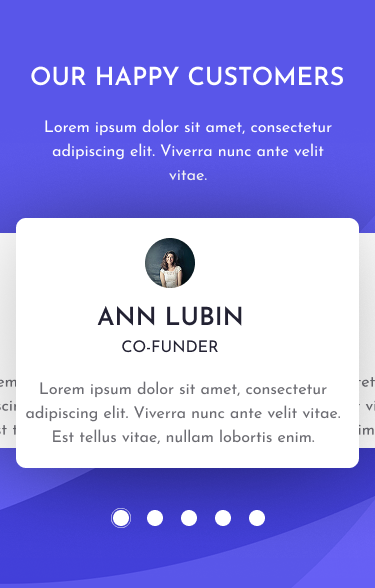 OUR HAPPY CUSTOMERS
Lorem ipsum dolor sit amet, consectetur
adipiscing elit. Viverra nunc ante velit
vitae.
ANN LUBIN
CO-FUNDER
Lorem ipsum dolor sit amet, consectetur
adipiscing elit. Viverra nunc ante velit vitae.
Est tellus vitae, nullam lobortis enim.